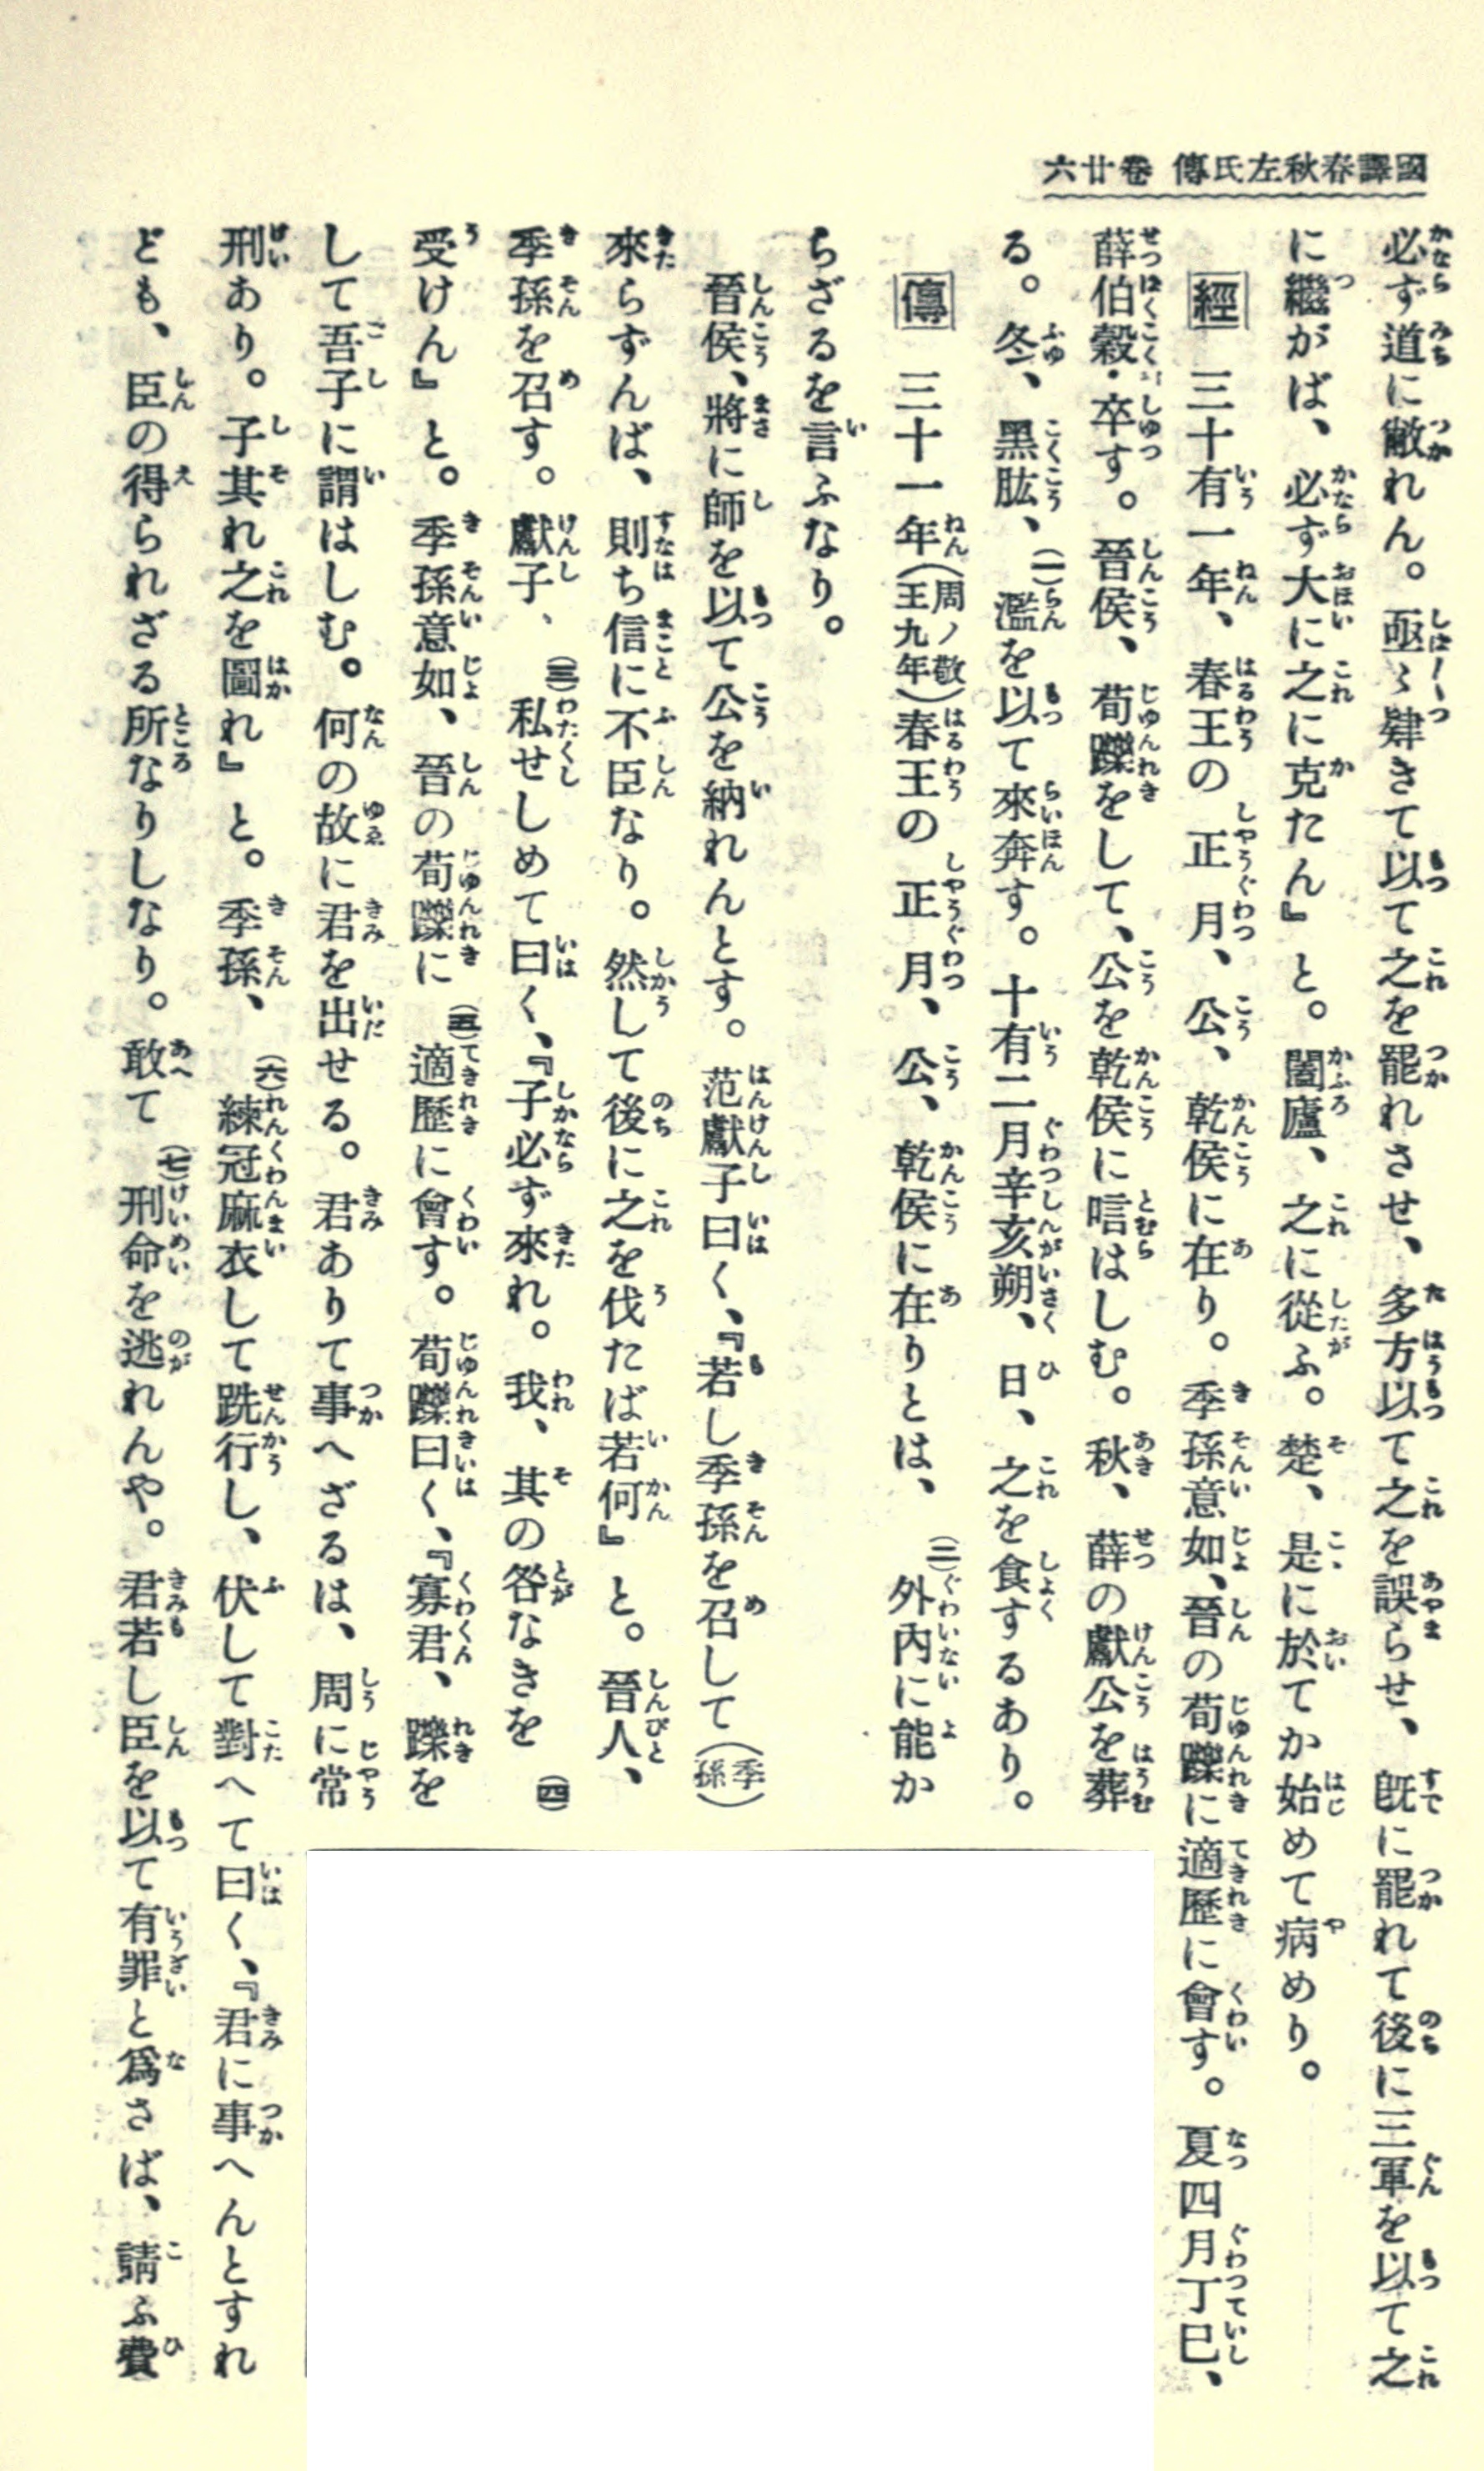 國譯春秋左氏傳 卷廿六
必ず道に敝れん。亟〻肄きて以て之を罷れさせ、多方以て之を誤らせ、既に罷れて後に三軍を以て之
に繼がば、必ず大に之に克たん』と。闔廬、之に從ふ。楚、是に於てか始めて病めり。
經 三十有一年、春王の正月、公、乾侯に在り。季孫意如、晉の荀躒に適歷に會す。夏四月丁巳、
薛伯穀・卒す。晉侯、荀躒をして、公を乾侯に唁はしむ。秋、薛の獻公を葬
る。冬、黑肱、(一)濫を以て來奔す。十有二月辛亥朔、日、之を食するあり。
傳 三十一年(周ノ敬王九年)春王の正月、公、乾侯に在りとは、(二)外內に能か
らざるを言ふなり。
晉侯、將に師を以て公を納れんとす。范獻子曰く、『若し季孫を召して(季孫)
來らずんば、則ち信に不臣なり。然して後に之を伐たば若何』と。晉人、
季孫を召す。獻子、(三)私せしめて曰く、『子必ず來れ。我、其の咎なきを(四)
受けん』と。季孫意如、晉の荀躒に(五)適歷に會す。荀躒曰く、『寡君、躒を
して吾子に謂はしむ。何の故に君を出せる。君ありて事へざるは、周に常
刑あり。子其れ之を圖れ』と。季孫、(六)練冠麻衣して跣行し、伏して對へて曰く、『君に事へんとすれ
ども、臣の得られざる所なりしなり。敢て(七)刑命を逃れんや。君若し臣を以て有罪と爲さば、請ふ費